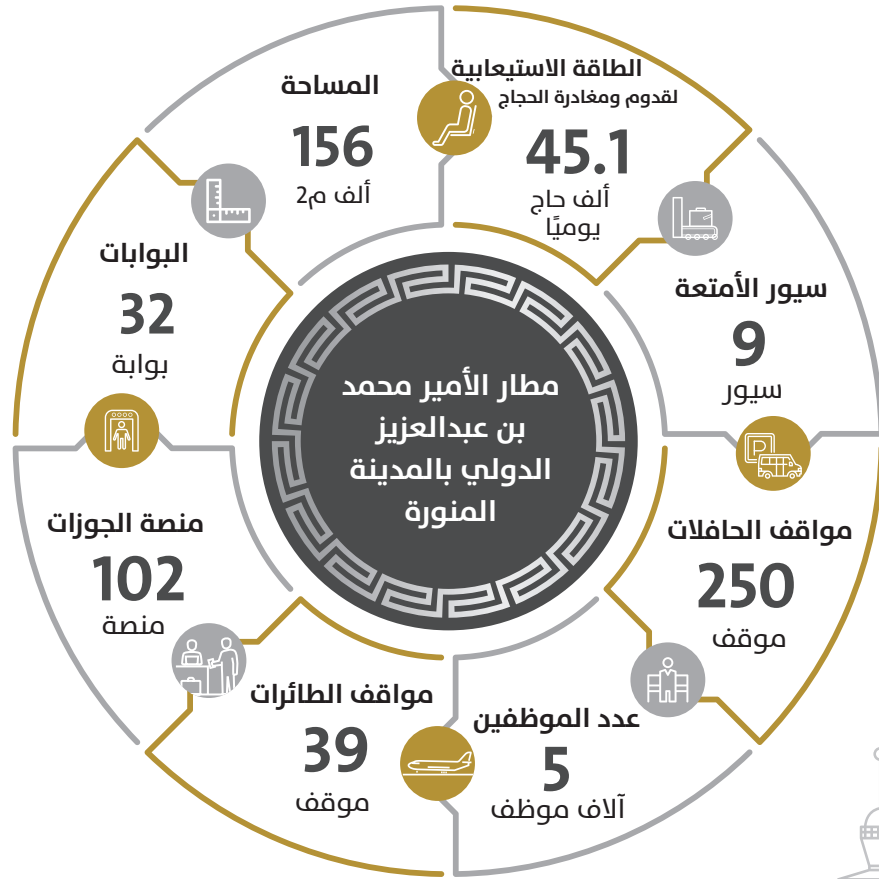 الطاقة الاستيعابية
لقدوم ومغادرة الحجاج
45.1
ألف حاج
يوميًا
سيور الأمتعة
9
سيور
P
مواقف الحافلات
250
موقف
عدد الموظفين
5
آلاف موظف
مواقف الطائرات
39
موقف
منصة الجوزات
102
منصة
البوابات
32
بوابة
المساحة
156
ألف م2
مطار الأمير محمد
بن عبدالعزيز
الدولي بالمدينة
المنورة